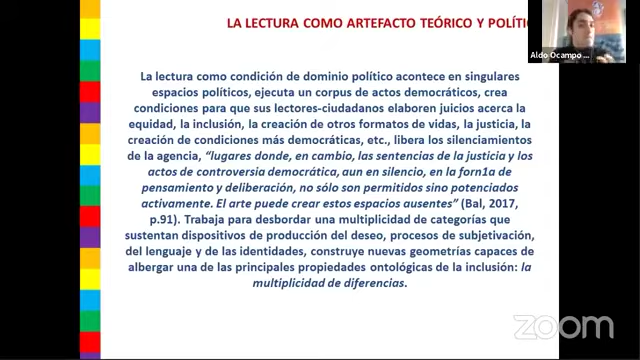 LA LECTURA COMO ARTEFACTO TEÓRICO Y POLÍTI
Aldo Ocampo ...
La lectura como condición de dominio político acontece en singulares
espacios políticos, ejecuta un corpus de actos democráticos, crea
condiciones para que sus lectores-ciudadanos elaboren juicios acerca la
equidad, la inclusión, la creación de otros formatos de vidas, la justicia, la
creación de condiciones más democráticas, etc., libera los silenciamientos
de la agencia, “lugares donde, en cambio, las sentencias de la justicia y los
actos de controversia democrática, aun en silencio, en la forn1a de
pensamiento y deliberación, no sólo son permitidos sino potenciados
activamente. El arte puede crear estos espacios ausentes” (Bal, 2017,
p.91). Trabaja para desbordar una multiplicidad de categorías que
sustentan dispositivos de producción del deseo, procesos de subjetivación,
del lenguaje y de las identidades, construye nuevas geometrías capaces de
albergar una de las principales propiedades ontológicas de la inclusión: la
multiplicidad de diferencias.
zoom